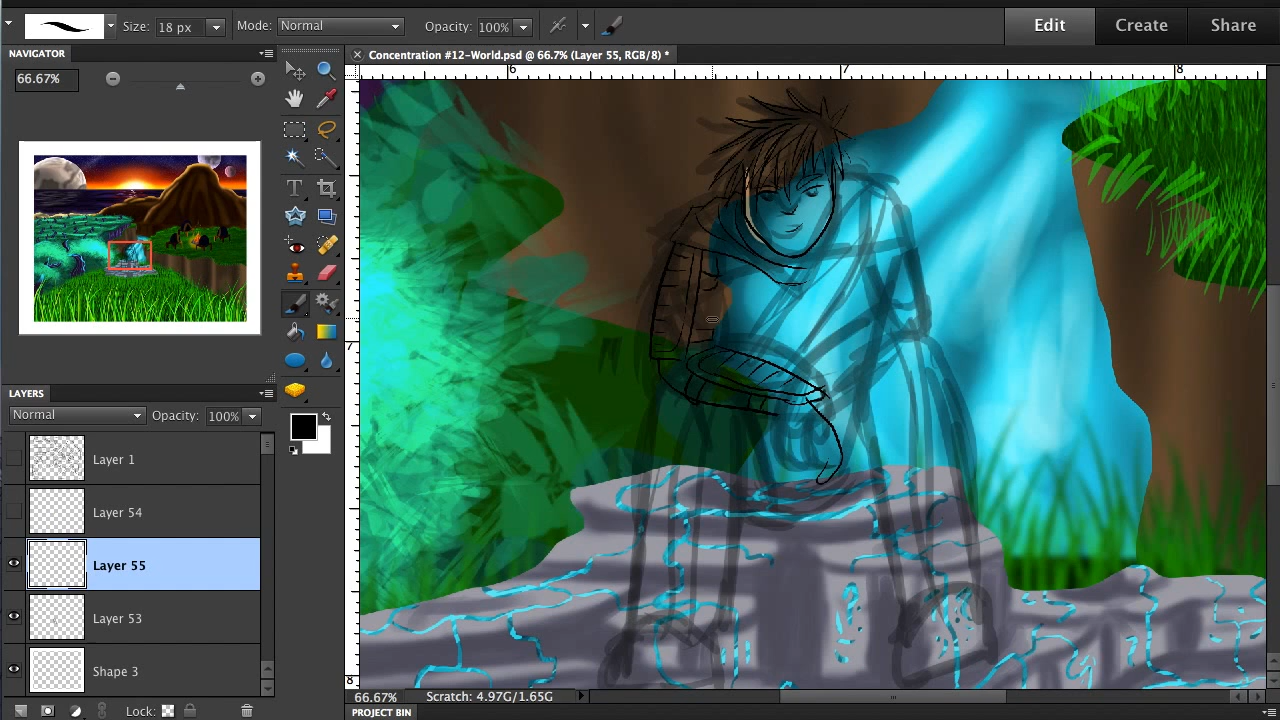 Size: 18 px Mode: Normal Opacity: 100% Edit Create Share
NAVIGATOR
Concentration #12-World.psd @ 66.7% (Layer 55, RGB/8) *
66.67%
6 7 8
7
8
LAYERS
Normal Opacity: 100%
Layer 1
Layer 54
Layer 55
Layer 53
Shape 3
Lock:
66.67% Scratch: 4.97G/1.65G
PROJECT BIN